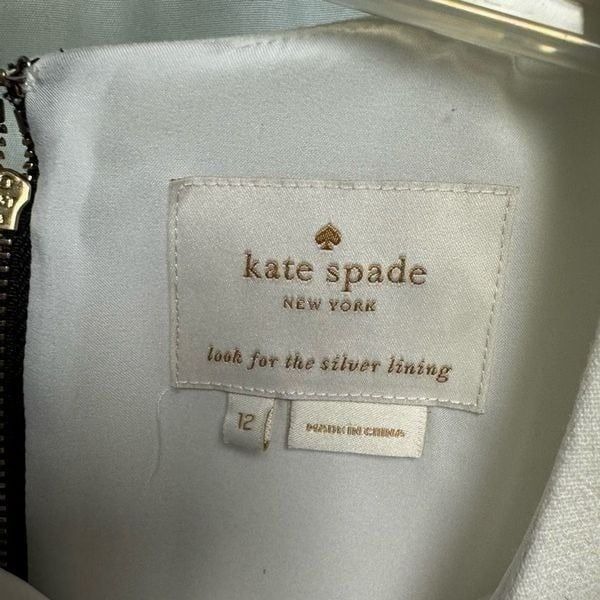 kate spade
NEW YORK
look for the silver lining
12
MADE IN CHINA